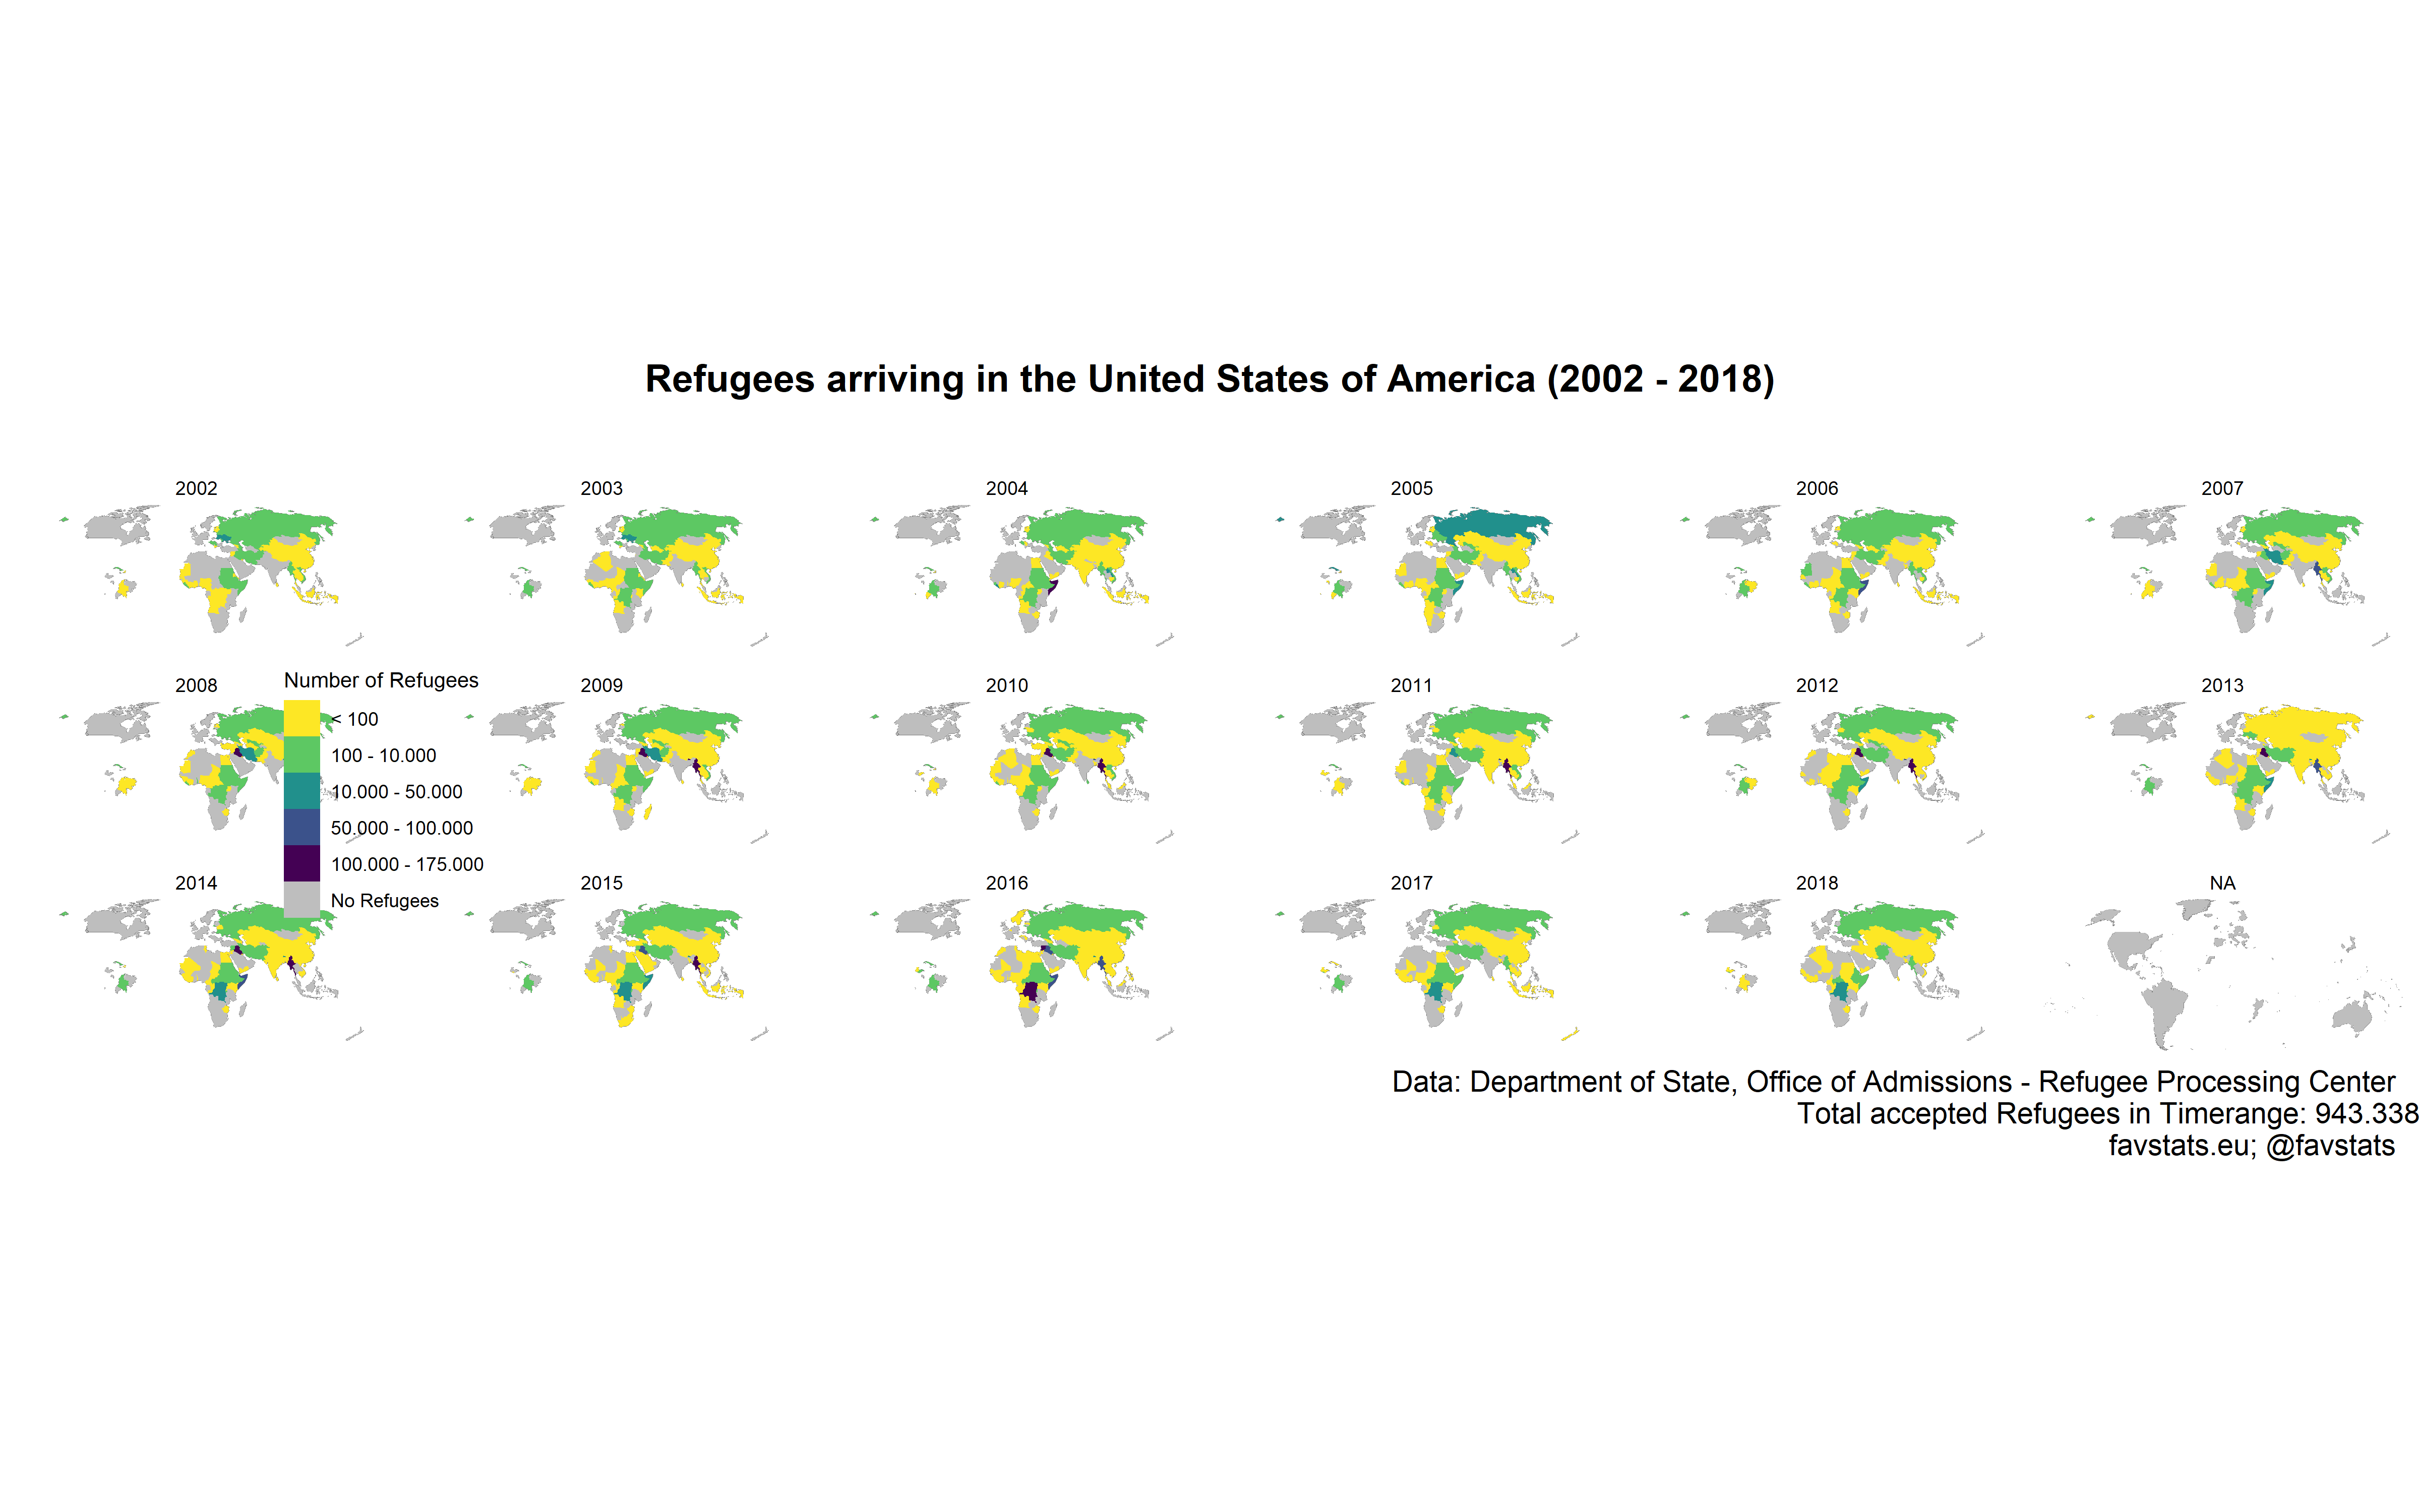 Refugees arriving in the United States of America (2002 - 2018)
2002
2003
2004
2005
2006
2007
2008
2009
2010
2011
2012
2013
Number of Refugees
< 100
100 - 10.000
10.000 - 50.000
50.000 - 100.000
100.000 - 175.000
No Refugees
2014
2015
2016
2017
2018
NA
Data: Department of State, Office of Admissions - Refugee Processing Center
Total accepted Refugees in Timerange: 943.338
favstats.eu; @favstats